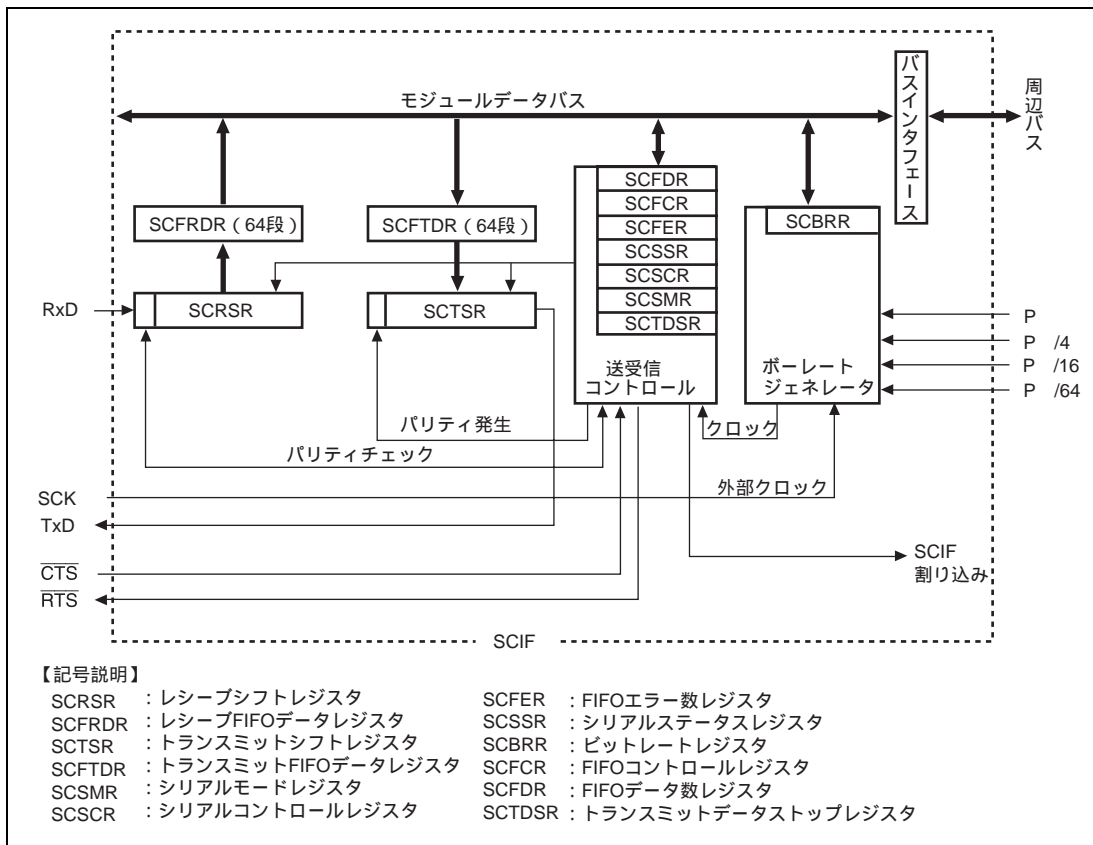 モジュールデータバス
バスインタフェース
周辺バス
SCFDR
SCFCR
SCFER
SCSSR
SCSCR
SCSMR
SCTDSR
SCBRR
SCFRDR（64段）
SCFTDR（64段）
RxD
SCRSR
SCTSR
送受信
コントロール
ボーレート
ジェネレータ
P
P /4
P /16
P /64
パリティ発生
クロック
パリティチェック
SCK
外部クロック
TxD
CTS
RTS
SCIF
割り込み
SCIF
【記号説明】
SCRSR ：レシーブシフトレジスタ
SCFRDR ：レシーブFIFOデータレジスタ
SCTSR ：トランスミットシフトレジスタ
SCFTDR ：トランスミットFIFOデータレジスタ
SCSMR ：シリアルモードレジスタ
SCSCR ：シリアルコントロールレジスタ
SCFER ：FIFOエラー数レジスタ
SCSSR ：シリアルステータスレジスタ
SCBRR ：ビットレートレジスタ
SCFCR ：FIFOコントロールレジスタ
SCFDR ：FIFOデータ数レジスタ
SCTDSR ：トランスミットデータストップレジスタ